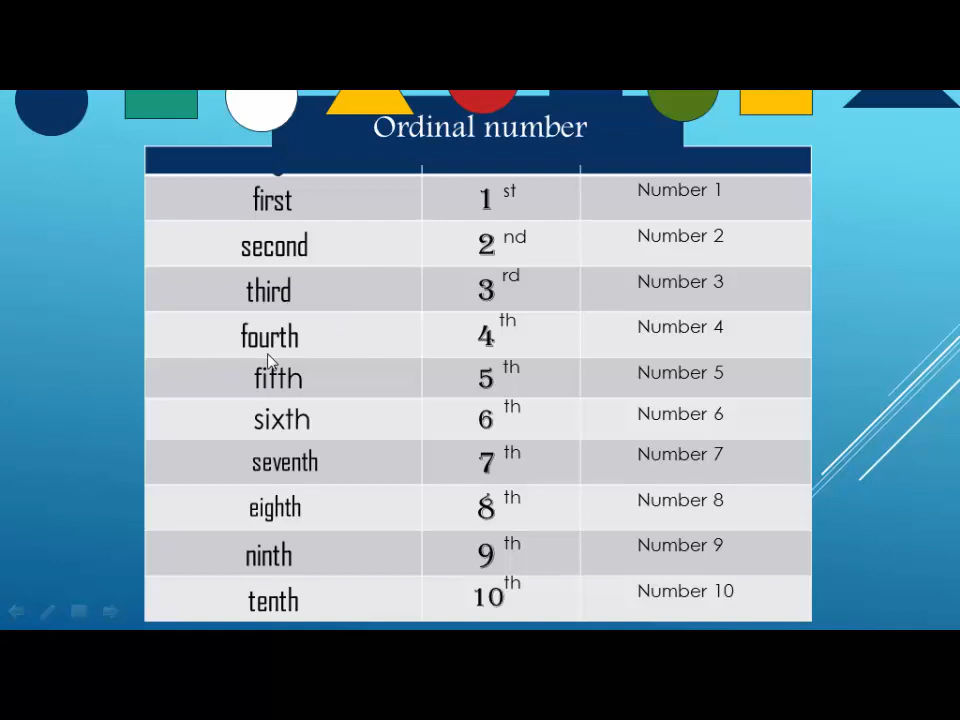 Ordinal number
first 1st Number 1
second 2nd Number 2
third 3rd Number 3
fourth 4th Number 4
fifth 5th Number 5
sixth 6th Number 6
seventh 7th Number 7
eighth 8th Number 8
ninth 9th Number 9
tenth 10th Number 10